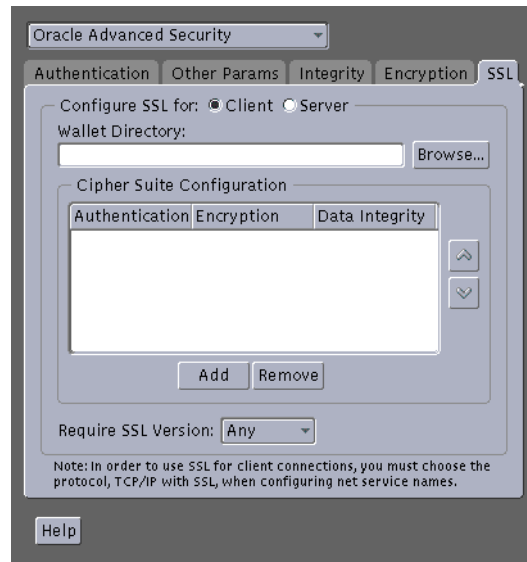 Oracle Advanced Security
Authentication Other Params Integrity Encryption SSL
Configure SSL for: Client Server
Wallet Directory:
Browse...
Cipher Suite Configuration
Authentication Encryption Data Integrity
Add Remove
Require SSL Version: Any
Note: In order to use SSL for client connections, you must choose the
protocol, TCP/IP with SSL, when configuring net service names.
Help